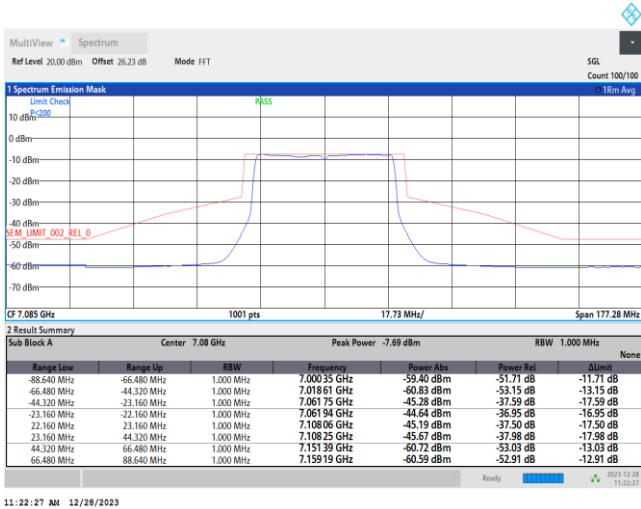 MultiView Spectrum
Ref Level 20.00 dBm Offset 26.23 dB Mode FFT SGL
Count 100/100
1 Spectrum Emission Mask 1Rm Avg
Limit Check PASS
P<200
10 dBm
0 dBm
-10 dBm
-20 dBm
-30 dBm
-40 dBm
SEM_LIMIT_002_REL_0
-50 dBm
-60 dBm
-70 dBm
CF 7.085 GHz 1001 pts 17.73 MHz/ Span 177.28 MHz
2 Result Summary
Sub Block A Center 7.08 GHz Peak Power -7.69 dBm RBW 1.000 MHz
None
Range Low Range Up RBW Frequency Power Abs Power Rel ΔLimit
-88.640 MHz -66.480 MHz 1.000 MHz 7.00035 GHz -59.40 dBm -51.71 dB -11.71 dB
-66.480 MHz -44.320 MHz 1.000 MHz 7.01861 GHz -60.83 dBm -53.15 dB -13.15 dB
-44.320 MHz -23.160 MHz 1.000 MHz 7.06175 GHz -45.28 dBm -37.59 dB -17.59 dB
-23.160 MHz -22.160 MHz 1.000 MHz 7.06194 GHz -44.64 dBm -36.95 dB -16.95 dB
22.160 MHz 23.160 MHz 1.000 MHz 7.10806 GHz -45.19 dBm -37.50 dB -17.50 dB
23.160 MHz 44.320 MHz 1.000 MHz 7.10825 GHz -45.67 dBm -37.98 dB -17.98 dB
44.320 MHz 66.480 MHz 1.000 MHz 7.15139 GHz -60.72 dBm -53.03 dB -13.03 dB
66.480 MHz 88.640 MHz 1.000 MHz 7.15919 GHz -60.59 dBm -52.91 dB -12.91 dB
Ready 2023-12-28
11:22:27
11:22:27 AM 12/28/2023